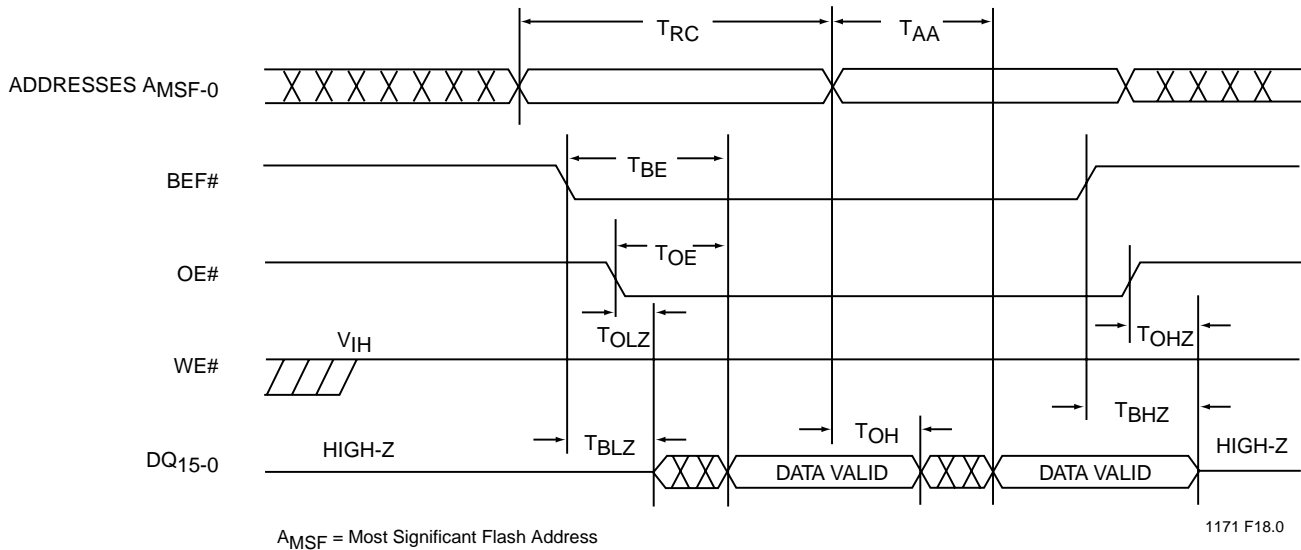 TRC TAA
ADDRESSES AMSF-0
TBE
BEF#
TOE
OE#
TOLZ TOHZ
VIH
WE#
TBHZ
TBLZ TOH
HIGH-Z HIGH-Z
DQ15-0
DATA VALID DATA VALID
AMSF = Most Significant Flash Address
1171 F18.0